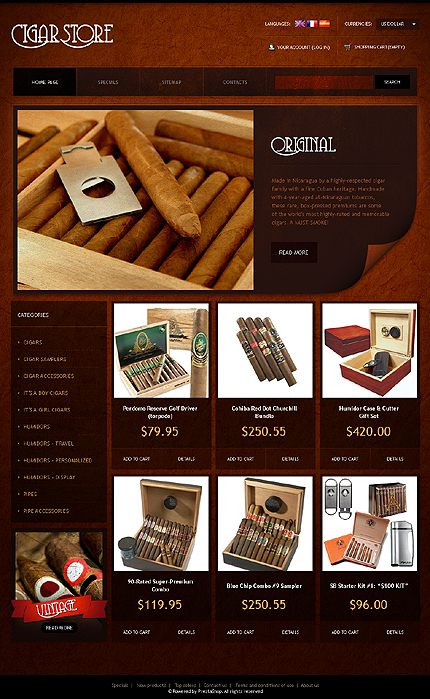 CIGAR STORE
LANGUAGES:
CURRENCIES: US DOLLAR
YOUR ACCOUNT (LOG IN)
SHOPPING CART (EMPTY)
HOME PAGE
SPECIALS
SITEMAP
CONTACTS
SEARCH
ORIGINAL
Made in Nicaragua by a highly-respected cigar
family with a fine Cuban heritage. Handmade
with 4-year-aged all-Nicaraguan tobaccos,
these rare, box-pressed premiums are some
of the world's most highly-rated and memorable
cigars. A MUST SMOKE!
READ MORE
CATEGORIES
CIGARS
CIGAR SAMPLERS
CIGAR ACCESSORIES
IT'S A BOY CIGARS
IT'S A GIRL CIGARS
HUMIDORS
HUMIDORS - TRAVEL
HUMIDORS - PERSONALIZED
HUMIDORS - DISPLAY
PIPES
PIPE ACCESSORIES
VINTAGE
READ MORE
Perdomo Reserve Golf Driver
(torpedo)
$79.95
ADD TO CART
DETAILS
Cohiba Red Dot Churchill
Bundle
$250.55
ADD TO CART
DETAILS
Humidor Case & Cutter
Gift Set
$420.00
ADD TO CART
DETAILS
90-Rated Super-Premium
Combo
$119.95
ADD TO CART
DETAILS
Blue Chip Combo #9 Sampler
$250.55
ADD TO CART
DETAILS
SB Starter Kit #1: "$100 KIT"
$96.00
ADD TO CART
DETAILS
Specials | New products | Top sellers | Contact us | Terms and conditions of use | About us
©Powered by PrestaShop. All rights reserved